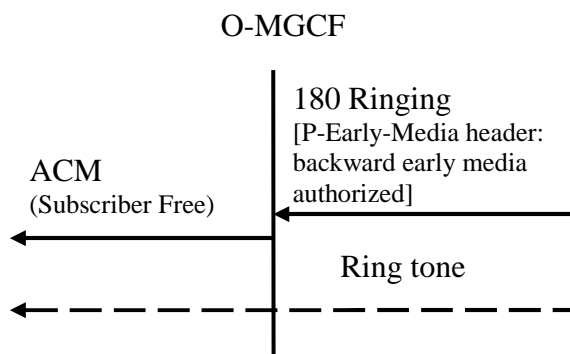 O-MGCF
180 Ringing
[P-Early-Media header:
backward early media
authorized]
ACM
(Subscriber Free)
Ring tone